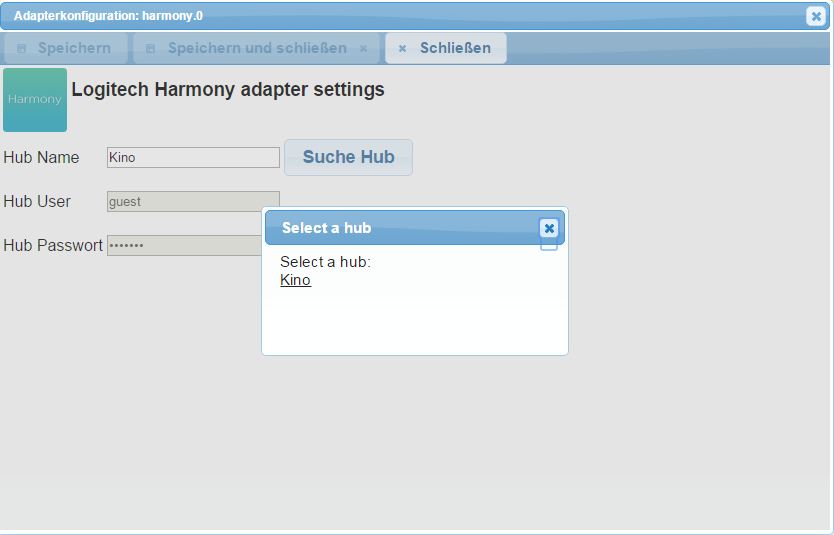 Adapterkonfiguration: harmony.0
Speichern Speichern und schließen Schließen
Harmony Logitech Harmony adapter settings
Hub Name Kino Suche Hub
Hub User guest
Hub Passwort •••••••
Select a hub
Select a hub:
Kino